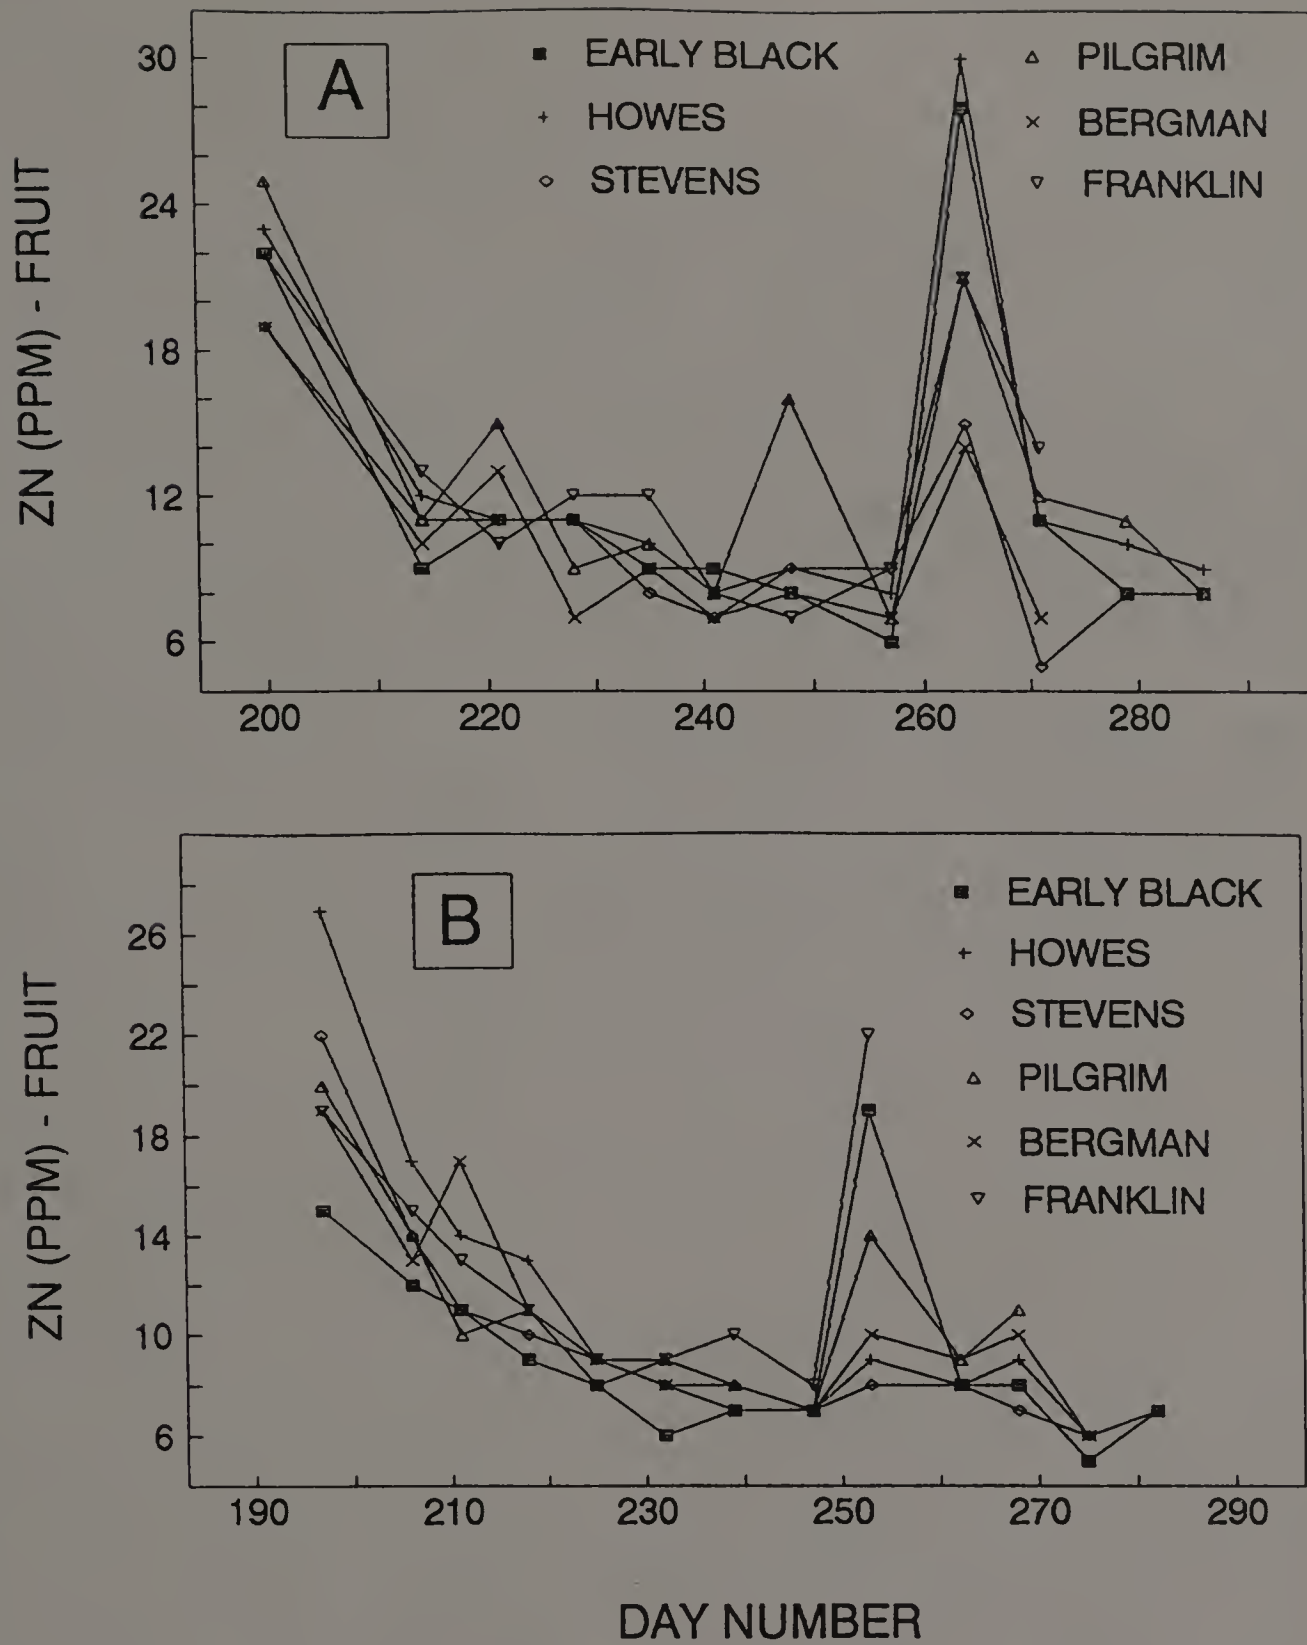 A
EARLY BLACK
HOWES
STEVENS
PILGRIM
BERGMAN
FRANKLIN
ZN (PPM) - FRUIT
30
24
18
12
6
200 220 240 260 280
B
EARLY BLACK
HOWES
STEVENS
PILGRIM
BERGMAN
FRANKLIN
ZN (PPM) - FRUIT
26
22
18
14
10
6
190 210 230 250 270 290
DAY NUMBER